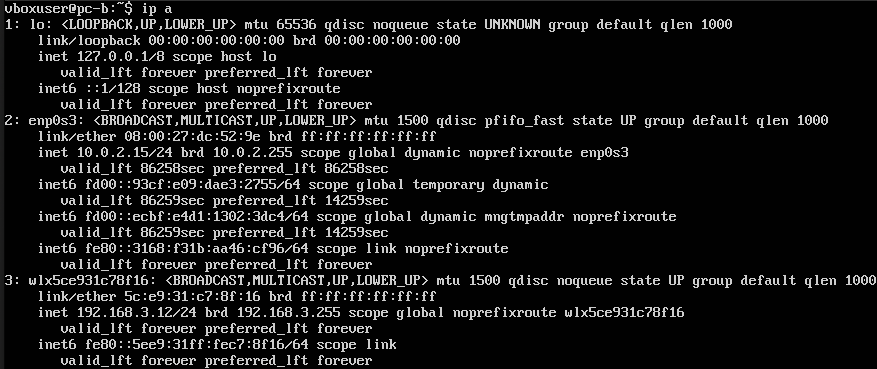 vboxuser@pc-b:~$ ip a
1: lo: <LOOPBACK,UP,LOWER_UP> mtu 65536 qdisc noqueue state UNKNOWN group default qlen 1000
    link/loopback 00:00:00:00:00:00 brd 00:00:00:00:00:00
    inet 127.0.0.1/8 scope host lo
       valid_lft forever preferred_lft forever
    inet6 ::1/128 scope host noprefixroute
       valid_lft forever preferred_lft forever
2: enp0s3: <BROADCAST,MULTICAST,UP,LOWER_UP> mtu 1500 qdisc pfifo_fast state UP group default qlen 1000
    link/ether 08:00:27:dc:52:9e brd ff:ff:ff:ff:ff:ff
    inet 10.0.2.15/24 brd 10.0.2.255 scope global dynamic noprefixroute enp0s3
       valid_lft 86258sec preferred_lft 86258sec
    inet6 fd00::93cf:e09:dae3:2755/64 scope global temporary dynamic
       valid_lft 86259sec preferred_lft 14259sec
    inet6 fd00::ecbf:e4d1:1302:3dc4/64 scope global dynamic mngtmpaddr noprefixroute
       valid_lft 86259sec preferred_lft 14259sec
    inet6 fe80::3168:f31b:aa46:cf96/64 scope link noprefixroute
       valid_lft forever preferred_lft forever
3: wlx5ce931c78f16: <BROADCAST,MULTICAST,UP,LOWER_UP> mtu 1500 qdisc noqueue state UP group default qlen 1000
    link/ether 5c:e9:31:c7:8f:16 brd ff:ff:ff:ff:ff:ff
    inet 192.168.3.12/24 brd 192.168.3.255 scope global noprefixroute wlx5ce931c78f16
       valid_lft forever preferred_lft forever
    inet6 fe80::5ee9:31ff:fec7:8f16/64 scope link
       valid_lft forever preferred_lft forever